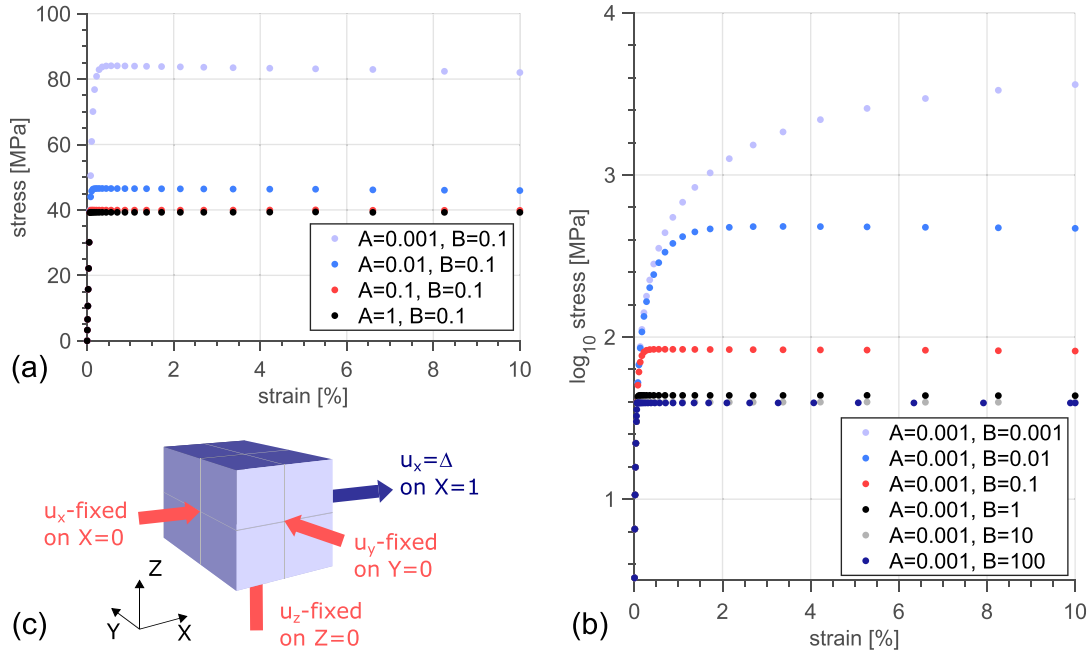 (a)
stress [MPa]
100
80
60
40
20
0
0
2
4
6
8
10
strain [%]
A=0.001, B=0.1
A=0.01, B=0.1
A=0.1, B=0.1
A=1, B=0.1
(b)
log10 stress [MPa]
4
3
2
1
0
2
4
6
8
10
strain [%]
A=0.001, B=0.001
A=0.001, B=0.01
A=0.001, B=0.1
A=0.001, B=1
A=0.001, B=10
A=0.001, B=100
(c)
ux=Δ
on X=1
ux-fixed
on X=0
uy-fixed
on Y=0
uz-fixed
on Z=0
Z
Y
X